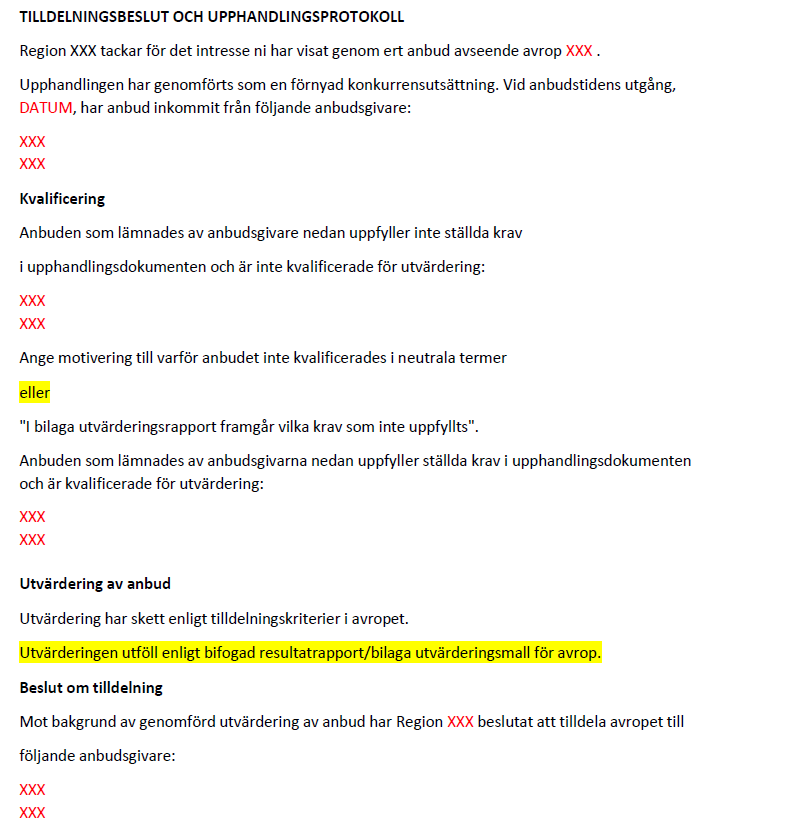 TILLDELNINGSBESLUT OCH UPPHANDLINGSPROTOKOLL
Region XXX tackar för det intresse ni har visat genom ert anbud avseende avrop XXX .
Upphandlingen har genomförts som en förnyad konkurrensutsättning. Vid anbudstidens utgång,
DATUM, har anbud inkommit från följande anbudsgivare:
XXX
XXX
Kvalificering
Anbuden som lämnades av anbudsgivare nedan uppfyller inte ställda krav
i upphandlingsdokumenten och är inte kvalificerade för utvärdering:
XXX
XXX
Ange motivering till varför anbudet inte kvalificerades i neutrala termer
eller
"I bilaga utvärderingsrapport framgår vilka krav som inte uppfyllts".
Anbuden som lämnades av anbudsgivarna nedan uppfyller ställda krav i upphandlingsdokumenten
och är kvalificerade för utvärdering:
XXX
XXX
Utvärdering av anbud
Utvärdering har skett enligt tilldelningskriterier i avropet.
Utvärderingen utföll enligt bifogad resultatrapport/bilaga utvärderingsmall för avrop.
Beslut om tilldelning
Mot bakgrund av genomförd utvärdering av anbud har Region XXX beslutat att tilldela avropet till
följande anbudsgivare:
XXX
XXX